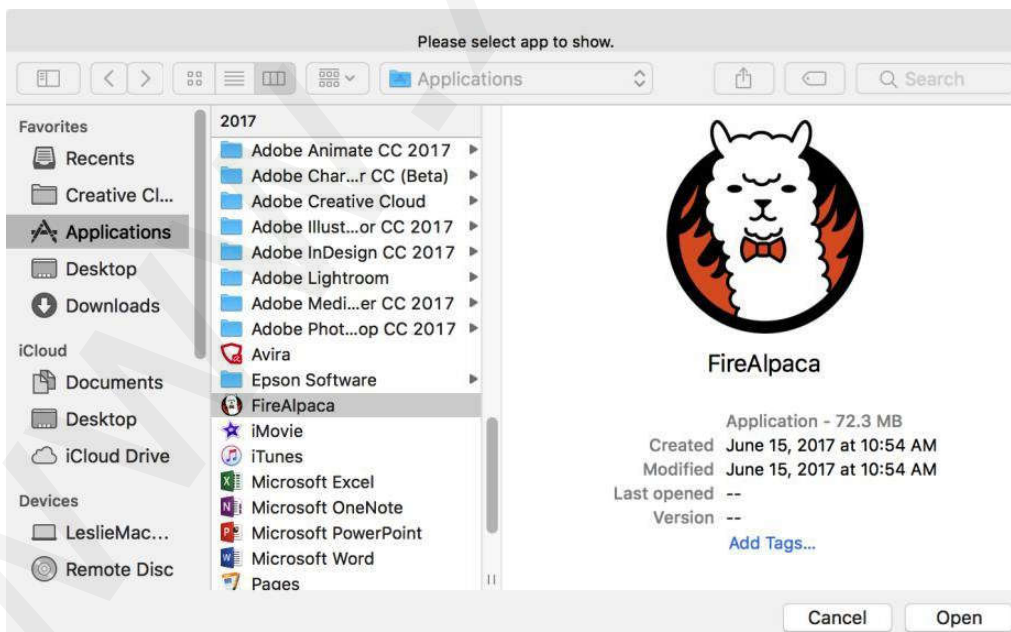 Please select app to show.
Applications
Search
Favorites
Recents
Creative Cl...
Applications
Desktop
Downloads
iCloud
Documents
Desktop
iCloud Drive
Devices
LeslieMac...
Remote Disc
2017
Adobe Animate CC 2017
Adobe Char...r CC (Beta)
Adobe Creative Cloud
Adobe Illust...or CC 2017
Adobe InDesign CC 2017
Adobe Lightroom
Adobe Medi...er CC 2017
Adobe Phot...op CC 2017
Avira
Epson Software
FireAlpaca
iMovie
iTunes
Microsoft Excel
Microsoft OneNote
Microsoft PowerPoint
Microsoft Word
Pages
FireAlpaca
Application - 72.3 MB
Created June 15, 2017 at 10:54 AM
Modified June 15, 2017 at 10:54 AM
Last opened --
Version --
Add Tags...
Cancel Open